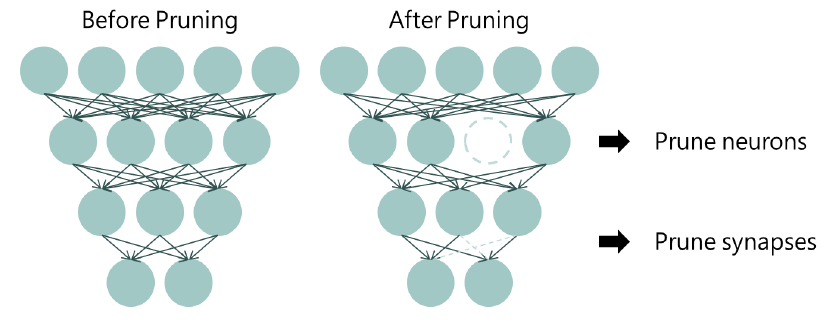 Before Pruning
After Pruning
Prune neurons
Prune synapses